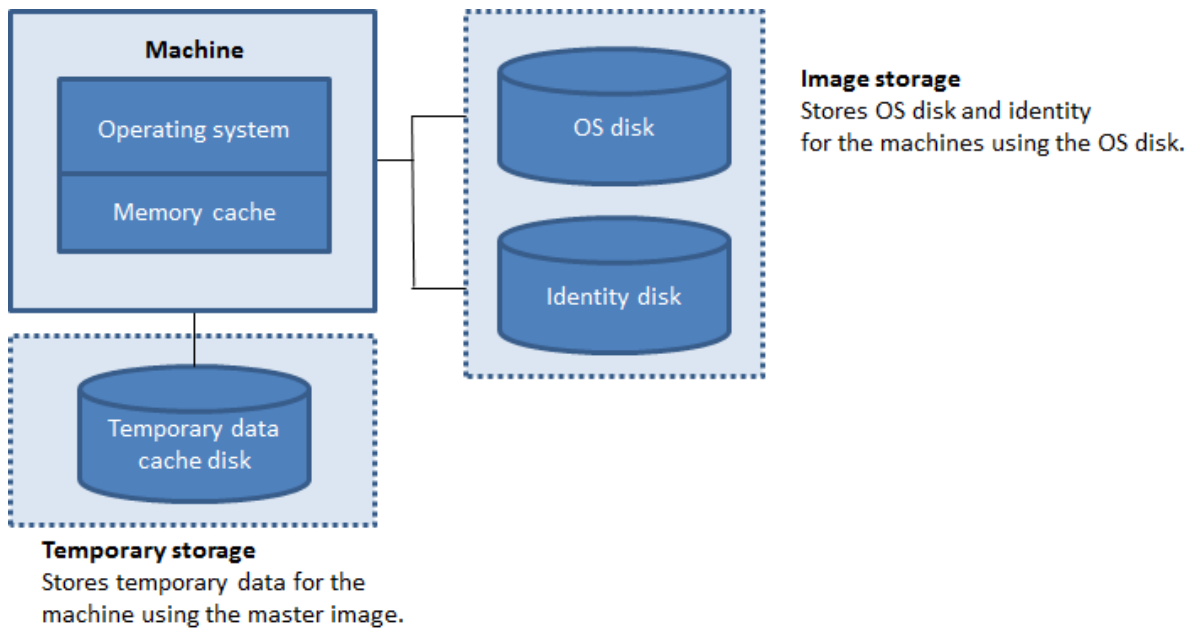 Machine
Operating system
Memory cache
OS disk
Identity disk
Image storage
Stores OS disk and identity
for the machines using the OS disk.
Temporary data
cache disk
Temporary storage
Stores temporary data for the
machine using the master image.